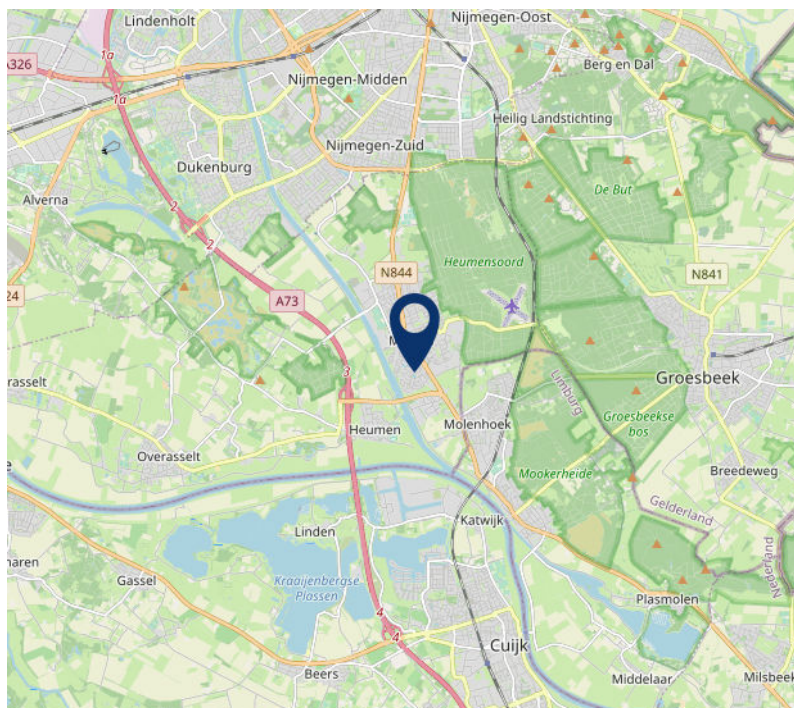 Nijmegen-Oost
Lindenholt
1a
A326
Berg en Dal
Nijmegen-Midden
1a
Heilig Landstichting
Nijmegen-Zuid
Dukenburg
De But
Alverna
2
2
Heumensoord
N844
N841
24
A73
M
3
Limburg
Groesbeek
rasselt
Groesbeekse
bos
Heumen
Molenhoek
Overasselt
Mookerheide
Breedeweg
Gelderland
Katwijk
Linden
Nederland
haren
Gassel
Kraaijenbergse
Plassen
Plasmolen
4
4
Cuijk
Beers
Middelaar
Milsbeek